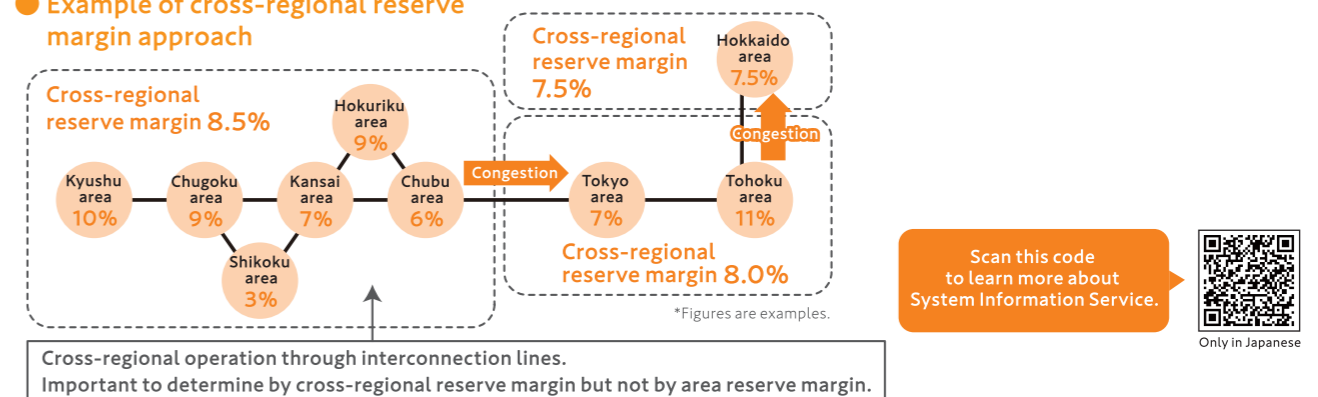 Example of cross-regional reserve
margin approach
Cross-regional
reserve margin 8.5%
Kyushu
area
10%
Chugoku
area
9%
Shikoku
area
3%
Kansai
area
7%
Hokuriku
area
9%
Chubu
area
6%
Congestion
Cross-regional
reserve margin
7.5%
Hokkaido
area
7.5%
Congestion
Tokyo
area
7%
Tohoku
area
11%
Cross-regional
reserve margin 8.0%
*Figures are examples.
Cross-regional operation through interconnection lines.
Important to determine by cross-regional reserve margin but not by area reserve margin.
Scan this code
to learn more about
System Information Service.
Only in Japanese